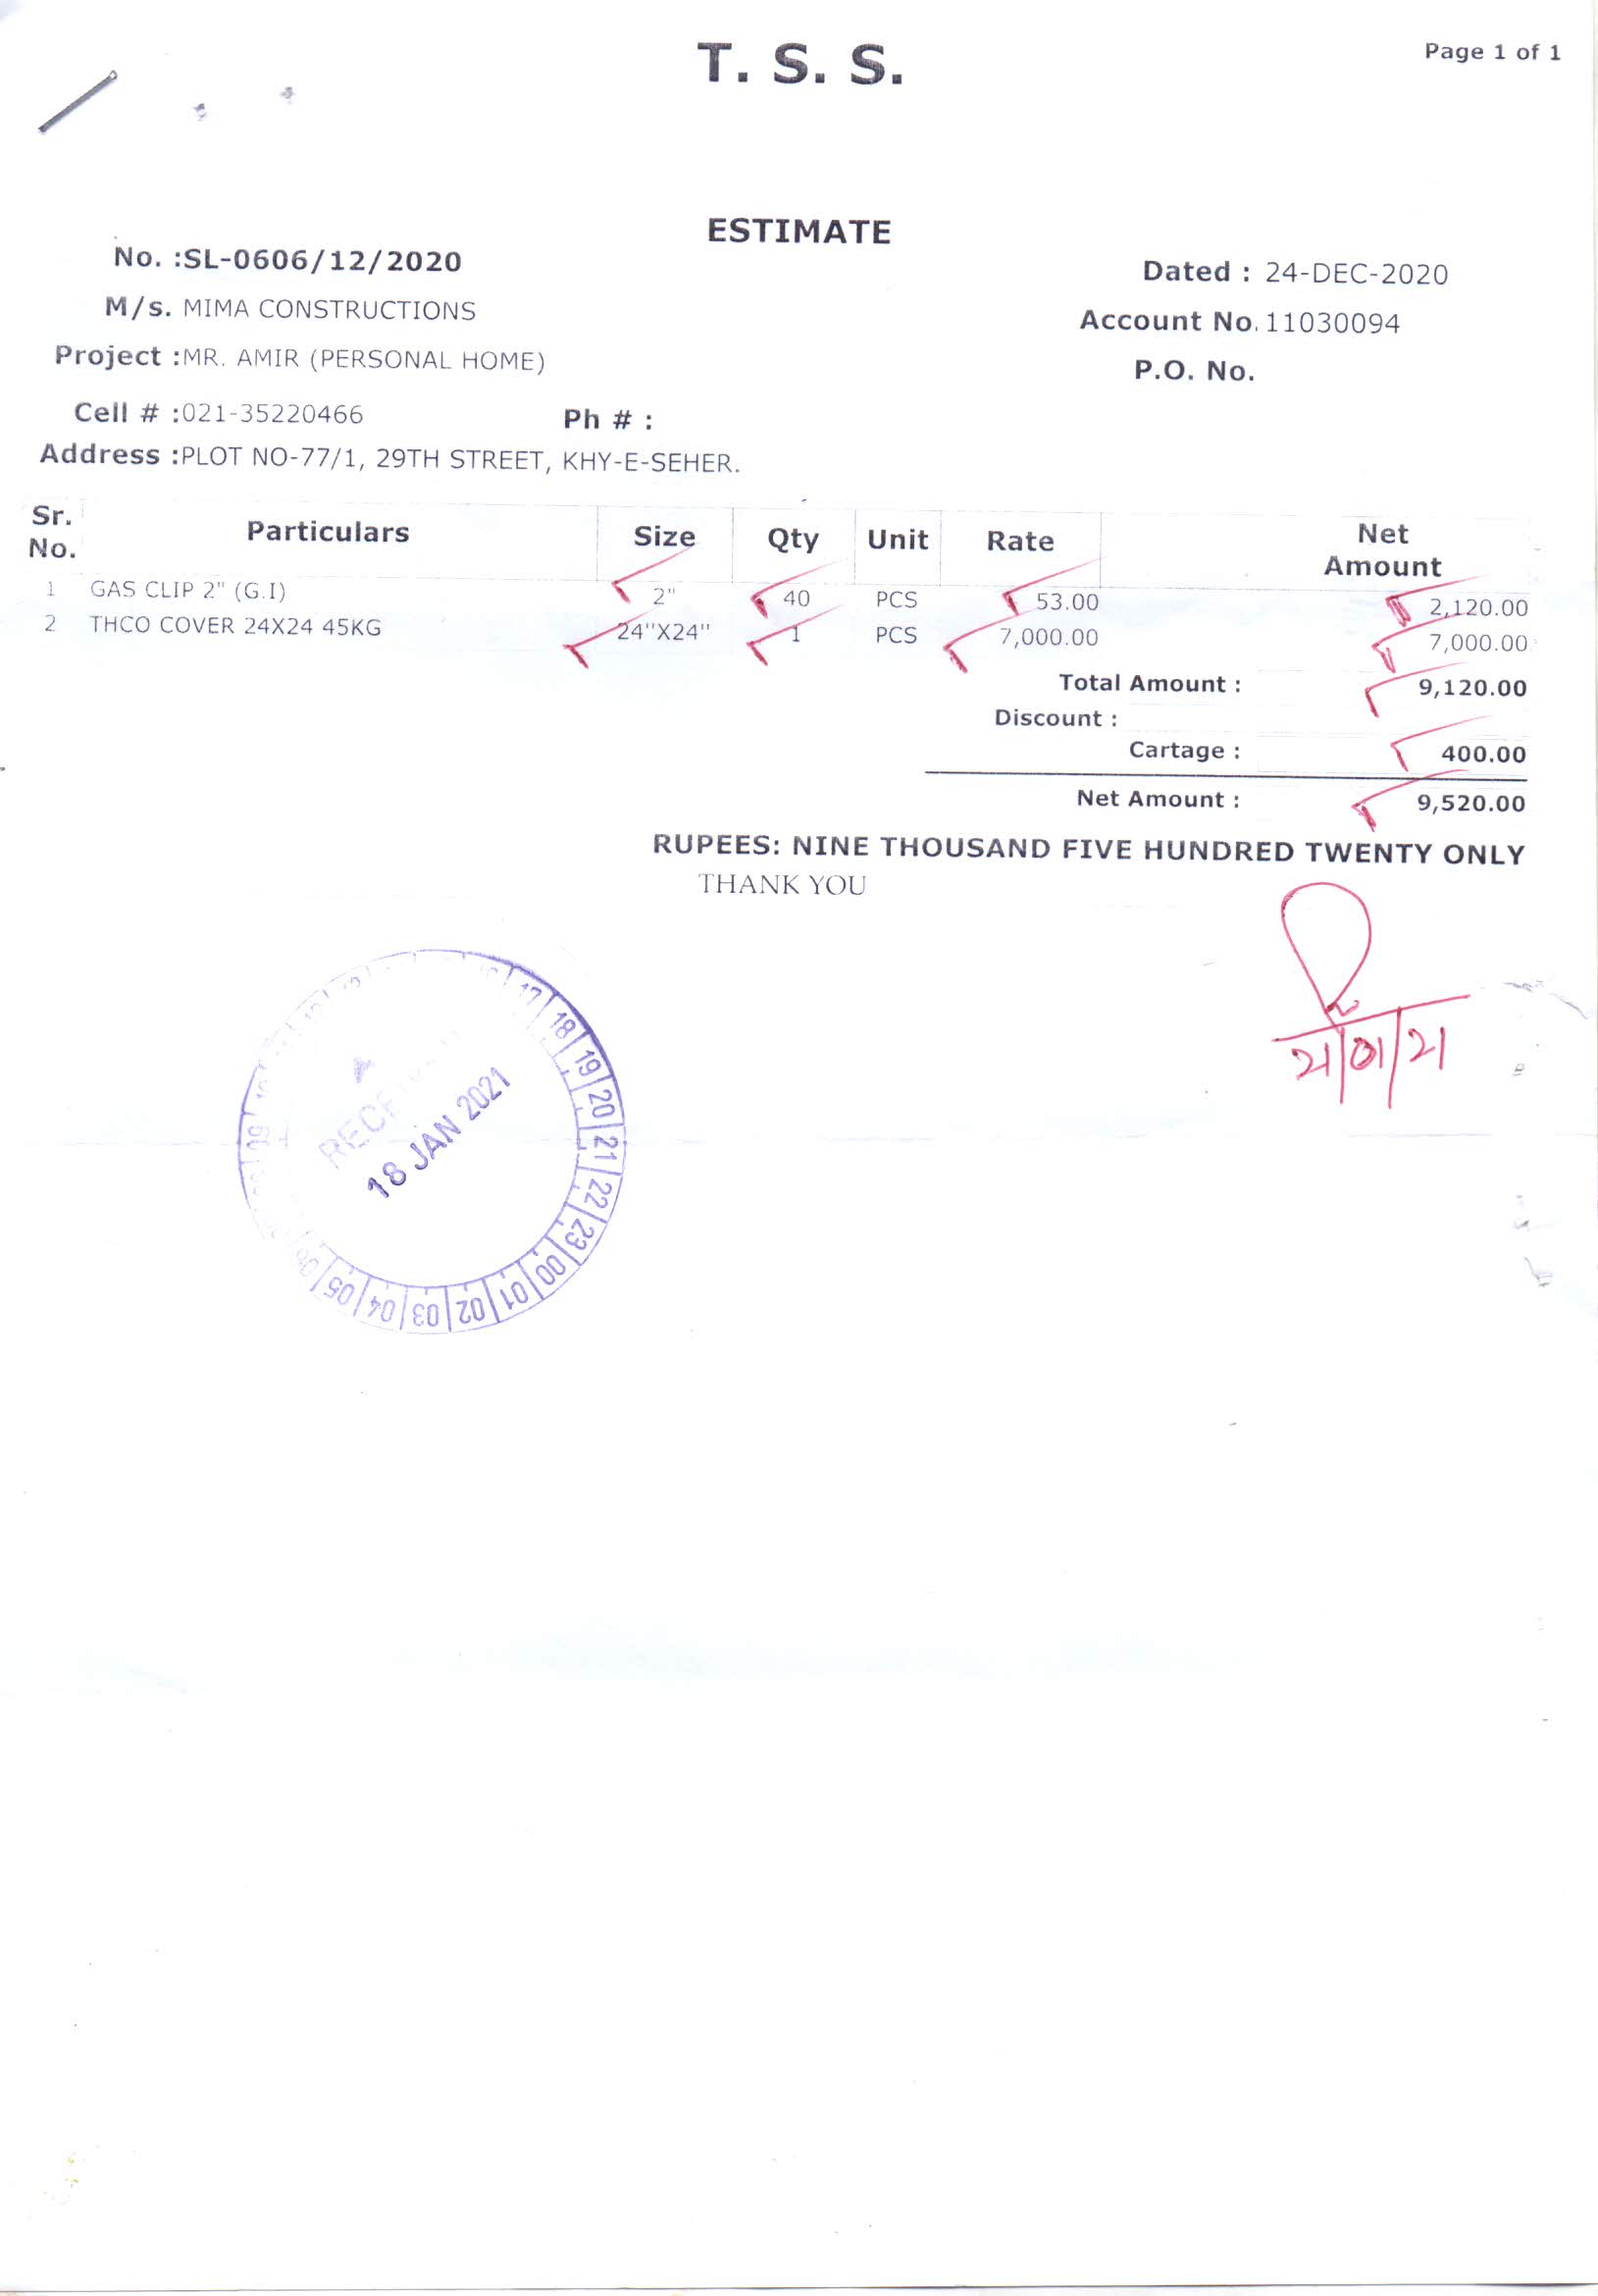 T. S. S.
Page 1 of 1
ESTIMATE
No. :SL-0606/12/2020
Dated : 24-DEC-2020
M/s. MIMA CONSTRUCTIONS
Account No. 11030094
Project :MR. AMIR (PERSONAL HOME)
P.O. No.
Cell # :021-35220466 Ph # :
Address :PLOT NO-77/1, 29TH STREET, KHY-E-SEHER.
Sr. No. Particulars Size Qty Unit Rate Net Amount
1 GAS CLIP 2" (G.I) 2" 40 PCS 53.00 2,120.00
2 THCO COVER 24X24 45KG 24"X24" 1 PCS 7,000.00 7,000.00
Total Amount : 9,120.00
Discount :
Cartage : 400.00
Net Amount : 9,520.00
RUPEES: NINE THOUSAND FIVE HUNDRED TWENTY ONLY
THANK YOU
21/01/21
18 JAN 2021
17 18 19 20 21 22 23 00 01 02 03 04 05